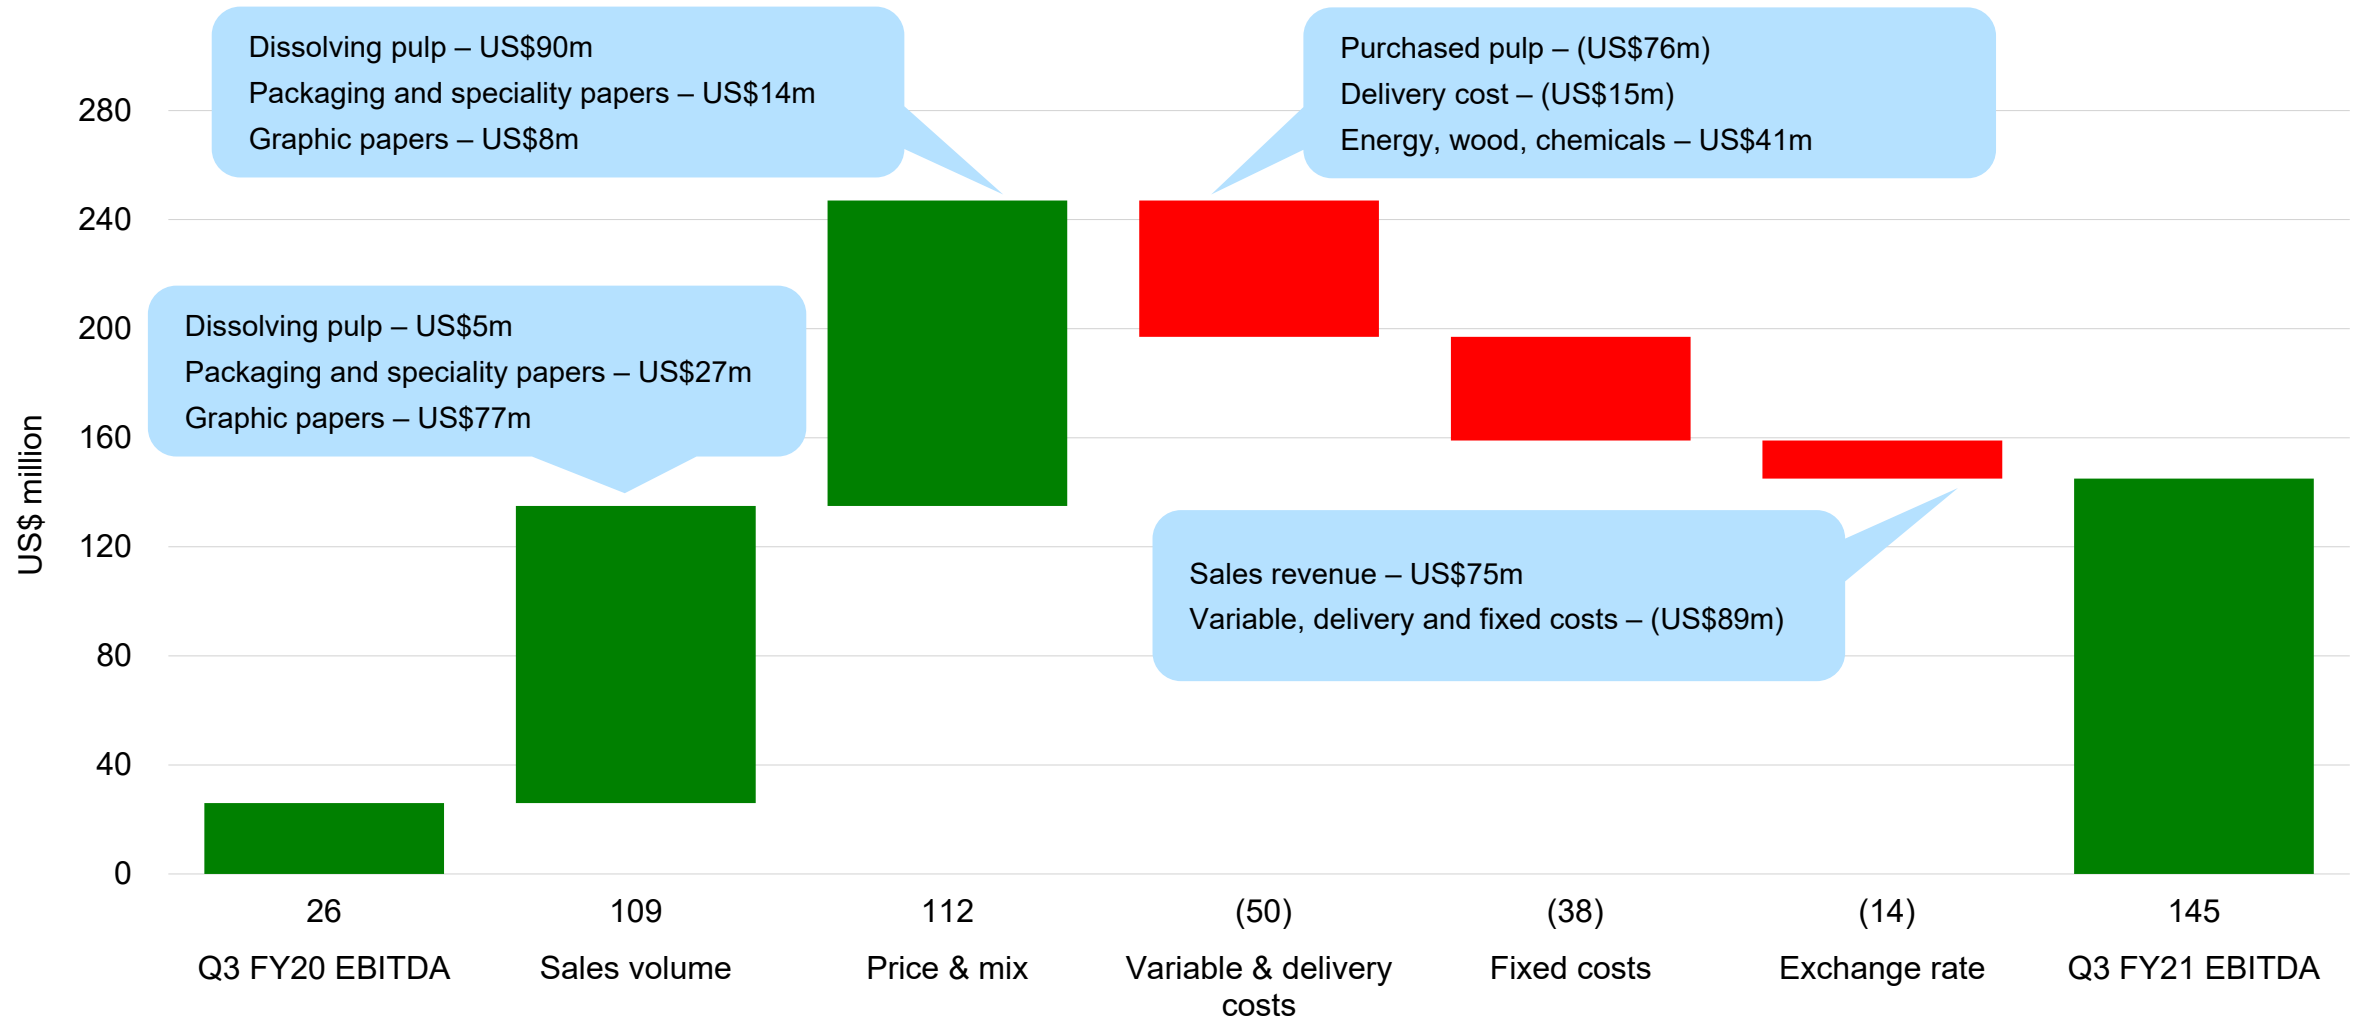 Dissolving pulp – US$90m
Packaging and speciality papers – US$14m
Graphic papers – US$8m
Purchased pulp – (US$76m)
Delivery cost – (US$15m)
Energy, wood, chemicals – US$41m
Dissolving pulp – US$5m
Packaging and speciality papers – US$27m
Graphic papers – US$77m
Sales revenue – US$75m
Variable, delivery and fixed costs – (US$89m)
US$ million
280
240
200
160
120
80
40
0
26
109
112
(50)
(38)
(14)
145
Q3 FY20 EBITDA
Sales volume
Price & mix
Variable & delivery
costs
Fixed costs
Exchange rate
Q3 FY21 EBITDA